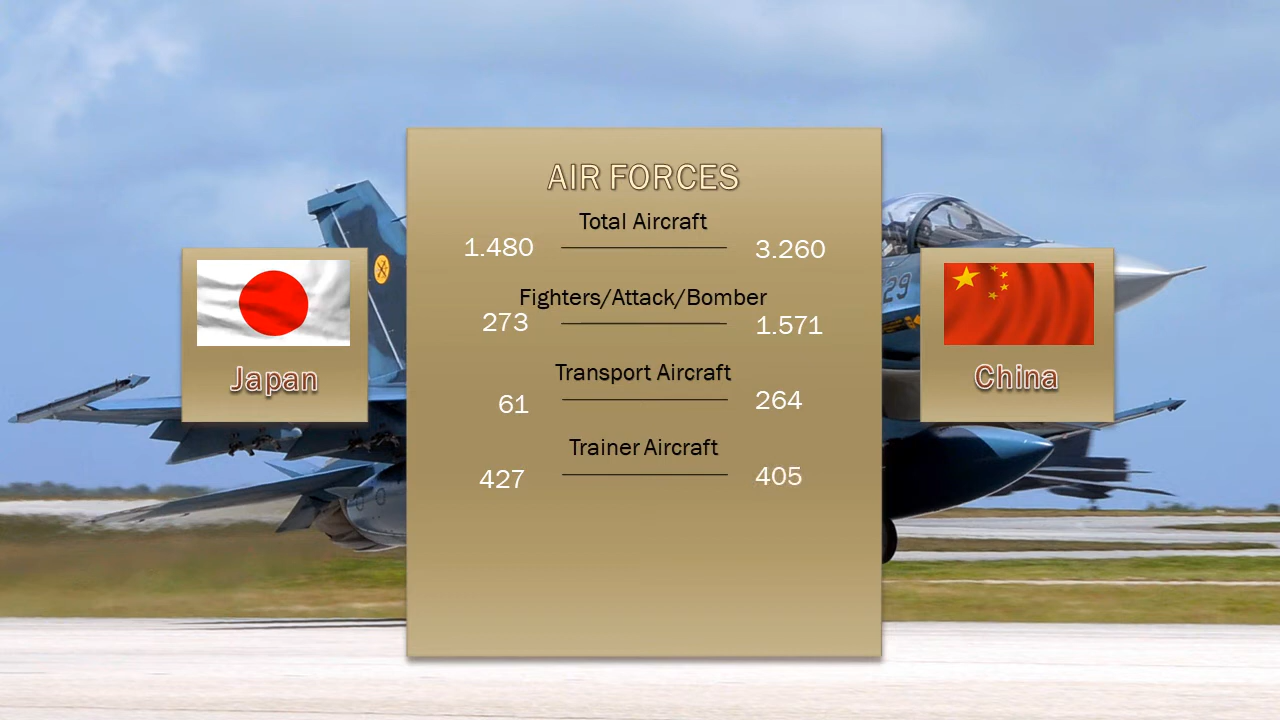 AIR FORCES
Total Aircraft
1.480 3.260
Fighters/Attack/Bomber
273 1.571
Transport Aircraft
61 264
Trainer Aircraft
427 405
Japan
China
29